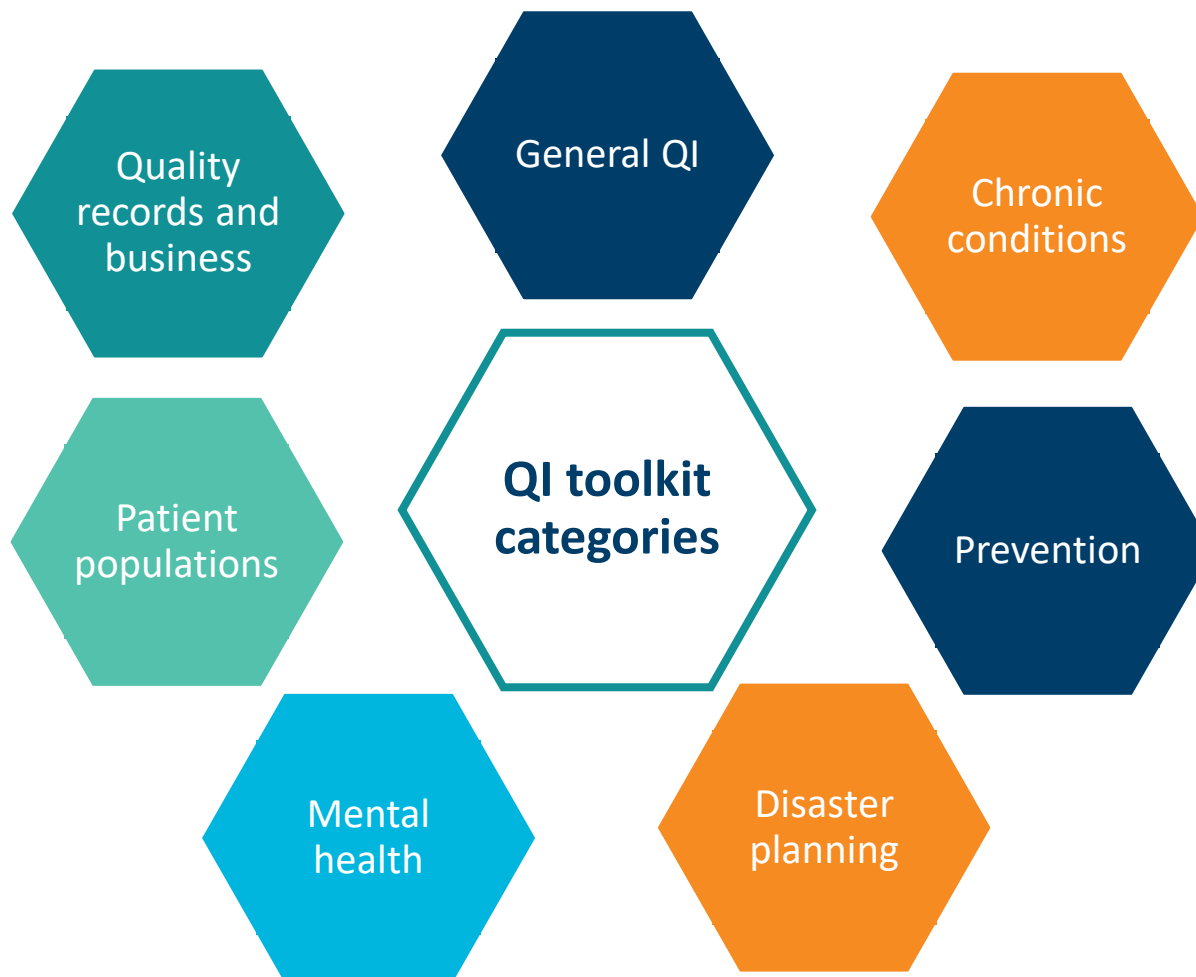 General QI
Quality
records and
business
Chronic
conditions
QI toolkit
categories
Patient
populations
Prevention
Mental
health
Disaster
planning